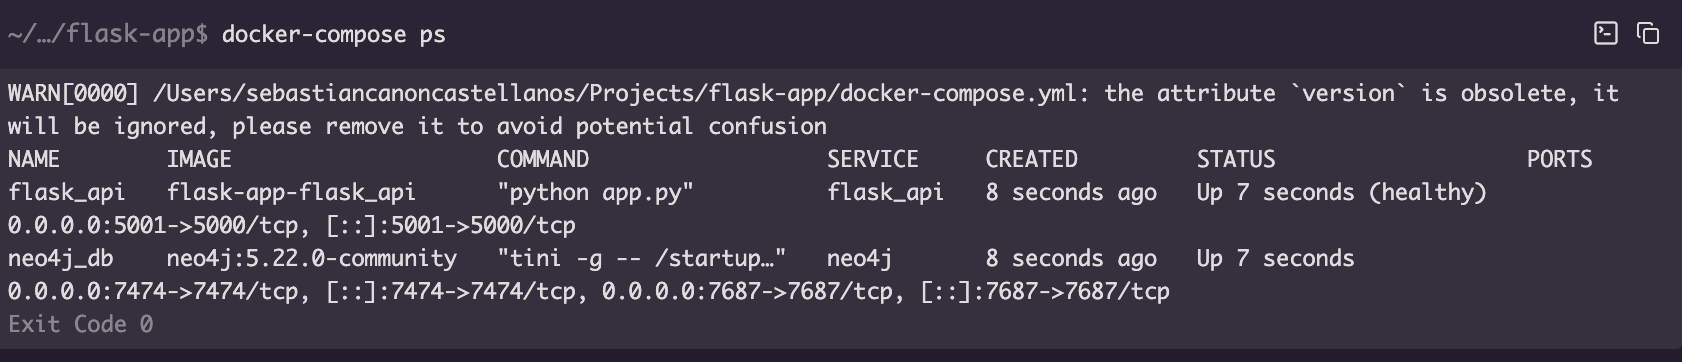 ~/…/flask-app$ docker-compose ps
WARN[0000] /Users/sebastiancanoncastellanos/Projects/flask-app/docker-compose.yml: the attribute `version` is obsolete, it
will be ignored, please remove it to avoid potential confusion
NAME        IMAGE                    COMMAND                  SERVICE     CREATED         STATUS                   PORTS
flask_api   flask-app-flask_api      "python app.py"          flask_api   8 seconds ago   Up 7 seconds (healthy)
0.0.0.0:5001->5000/tcp, [::]:5001->5000/tcp
neo4j_db    neo4j:5.22.0-community   "tini -g -- /startup…"   neo4j       8 seconds ago   Up 7 seconds
0.0.0.0:7474->7474/tcp, [::]:7474->7474/tcp, 0.0.0.0:7687->7687/tcp, [::]:7687->7687/tcp
Exit Code 0